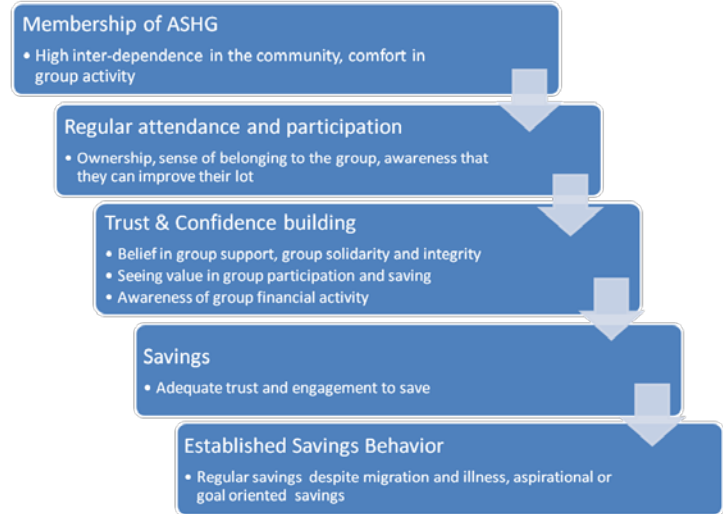 Membership of ASHG
• High inter-dependence in the community, comfort in
group activity
Regular attendance and participation
• Ownership, sense of belonging to the group, awareness that
they can improve their lot
Trust & Confidence building
• Belief in group support, group solidarity and integrity
• Seeing value in group participation and saving
• Awareness of group financial activity
Savings
• Adequate trust and engagement to save
Established Savings Behavior
• Regular savings despite migration and illness, aspirational or
goal oriented savings